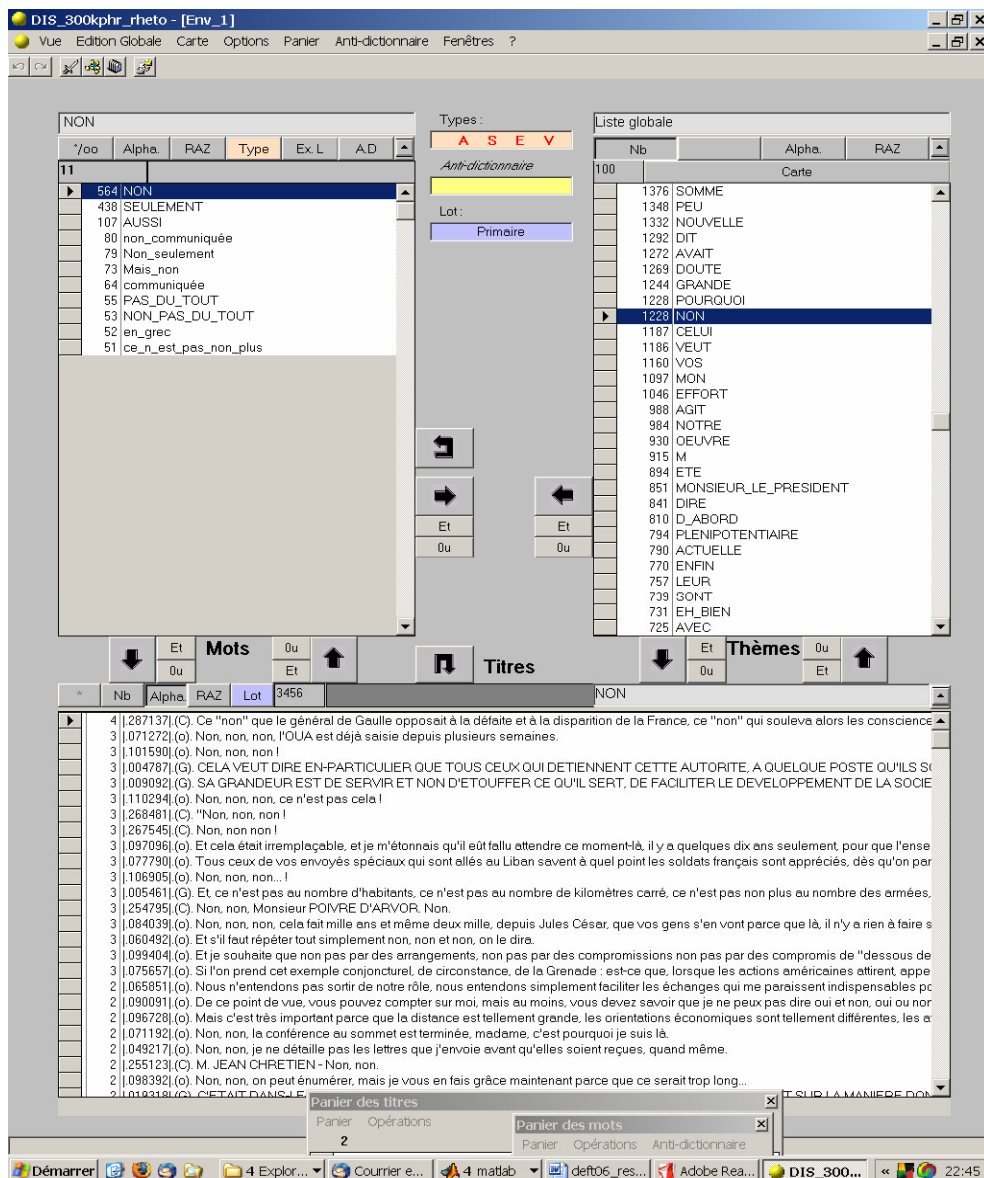 DIS_300kphr_rheto - [Env_1]
Vue Edition Globale Carte Options Panier Anti-dictionnaire Fenêtres ?
NON
°/oo Alpha. RAZ Type Ex. L A.D
11
564 NON
438 SEULEMENT
107 AUSSI
80 non_communiquée
79 Non_seulement
73 Mais_non
64 communiquée
55 PAS_DU_TOUT
53 NON_PAS_DU_TOUT
52 en_grec
51 ce_n_est_pas_non_plus
Types :
A S E V
Anti-dictionnaire
Lot :
Primaire
Et Et
Ou Ou
Liste globale
Nb Alpha. RAZ
100 Carte
1376 SOMME
1348 PEU
1332 NOUVELLE
1292 DIT
1272 AVAIT
1269 DOUTE
1244 GRANDE
1228 POURQUOI
1228 NON
1187 CELUI
1186 VEUT
1160 VOS
1097 MON
1046 EFFORT
988 AGIT
984 NOTRE
930 OEUVRE
915 M
894 ETE
851 MONSIEUR_LE_PRESIDENT
841 DIRE
810 D_ABORD
794 PLENIPOTENTIAIRE
790 ACTUELLE
770 ENFIN
757 LEUR
739 SONT
731 EH_BIEN
725 AVEC
Et Mots Ou Et Thèmes Ou
Ou Et Titres Ou Et
^ Nb Alpha. RAZ Lot 3456 NON
4 |.287137|.(C). Ce "non" que le général de Gaulle opposait à la défaite et à la disparition de la France, ce "non" qui souleva alors les conscience
3 |.071272|.(o). Non, non, non, l'OUA est déjà saisie depuis plusieurs semaines.
3 |.101590|.(o). Non, non, non !
3 |.004787|.(G). CELA VEUT DIRE EN-PARTICULIER QUE TOUS CEUX QUI DETIENNENT CETTE AUTORITE, A QUELQUE POSTE QU'ILS S
3 |.009092|.(G). SA GRANDEUR EST DE SERVIR ET NON D'ETOUFFER CE QU'IL SERT, DE FACILITER LE DEVELOPPEMENT DE LA SOCIE
3 |.110294|.(o). Non, non, non, ce n'est pas cela !
3 |.268481|.(C). "Non, non, non !
3 |.267545|.(C). Non, non non !
3 |.097096|.(o). Et cela était irremplaçable, et je m'étonnais qu'il eût fallu attendre ce moment-là, il y a quelques dix ans seulement, pour que l'ense
3 |.077790|.(o). Tous ceux de vos envoyés spéciaux qui sont allés au Liban savent à quel point les soldats français sont appréciés, dès qu'on par
3 |.106905|.(o). Non, non, non... !
3 |.005461|.(G). Et, ce n'est pas au nombre d'habitants, ce n'est pas au nombre de kilomètres carré, ce n'est pas non plus au nombre des armées,
3 |.254795|.(C). Non, non, Monsieur POIVRE D'ARVOR. Non.
3 |.084039|.(o). Non, non, non, cela fait mille ans et même deux mille, depuis Jules César, que vos gens s'en vont parce que là, il n'y a rien à faire s
3 |.060492|.(o). Et s'il faut répéter tout simplement non, non et non, on le dira.
3 |.099404|.(o). Et je souhaite que non pas par des arrangements, non pas par des compromissions non pas par des compromis de "dessous de
3 |.075657|.(o). Si l'on prend cet exemple conjoncturel, de circonstance, de la Grenade : est-ce que, lorsque les actions américaines attirent, appe
2 |.065851|.(o). Nous n'entendons pas sortir de notre rôle, nous entendons simplement faciliter les échanges qui me paraissent indispensables po
2 |.090091|.(o). De ce point de vue, vous pouvez compter sur moi, mais au moins, vous devez savoir que je ne peux pas dire oui et non, oui ou non
2 |.096728|.(o). Mais c'est très important parce que la distance est tellement grande, les orientations économiques sont tellement différentes, les
2 |.071192|.(o). Non, non, la conférence au sommet est terminée, madame, c'est pourquoi je suis là.
2 |.049217|.(o). Non, non, je ne détaille pas les lettres que j'envoie avant qu'elles soient reçues, quand même.
2 |.255123|.(C). M. JEAN CHRETIEN - Non, non.
2 |.098392|.(o). Non, non, on peut énumérer, mais je vous en fais grâce maintenant parce que ce serait trop long...
Panier des titres
Panier Opérations
2
Panier des mots
Panier Opérations Anti-dictionnaire
Démarrer 4 Explor... Courrier e... 4 matlab deft06_res... Adobe Rea... DIS_300... « 22:45